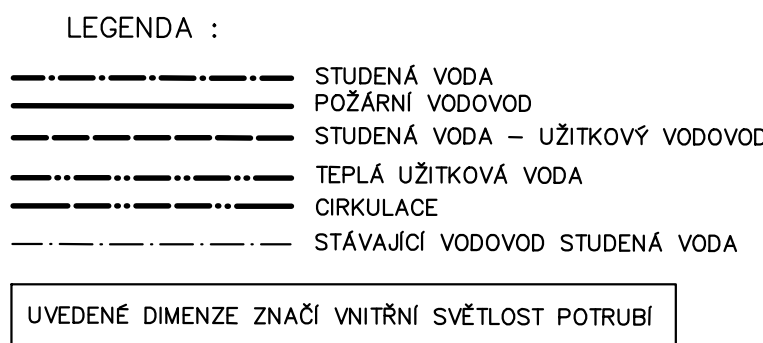 LEGENDA :
STUDENÁ VODA
POŽÁRNÍ VODOVOD
STUDENÁ VODA – UŽITKOVÝ VODOVOD
TEPLÁ UŽITKOVÁ VODA
CIRKULACE
STÁVAJÍCÍ VODOVOD STUDENÁ VODA
UVEDENÉ DIMENZE ZNAČÍ VNITŘNÍ SVĚTLOST POTRUBÍ